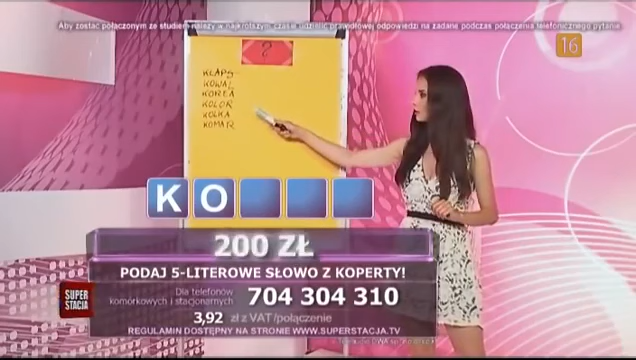 Aby zostać połączonym ze studiem należy w najkrótszym czasie udzielić prawidłowej odpowiedzi na zadane podczas połączenia telefonicznego pytanie
16
?
KLAPS
KOWAL
KOREA
KOLOR
KOLKA
KOMAR
KO
200 ZŁ
PODAJ 5-LITEROWE SŁOWO Z KOPERTY!
Dla telefonów
komórkowych i stacjonarnych 704 304 310
SUPER
STACJA
3,92 zł z VAT/połączenie
REGULAMIN DOSTĘPNY NA STRONIE WWW.SUPERSTACJA.TV